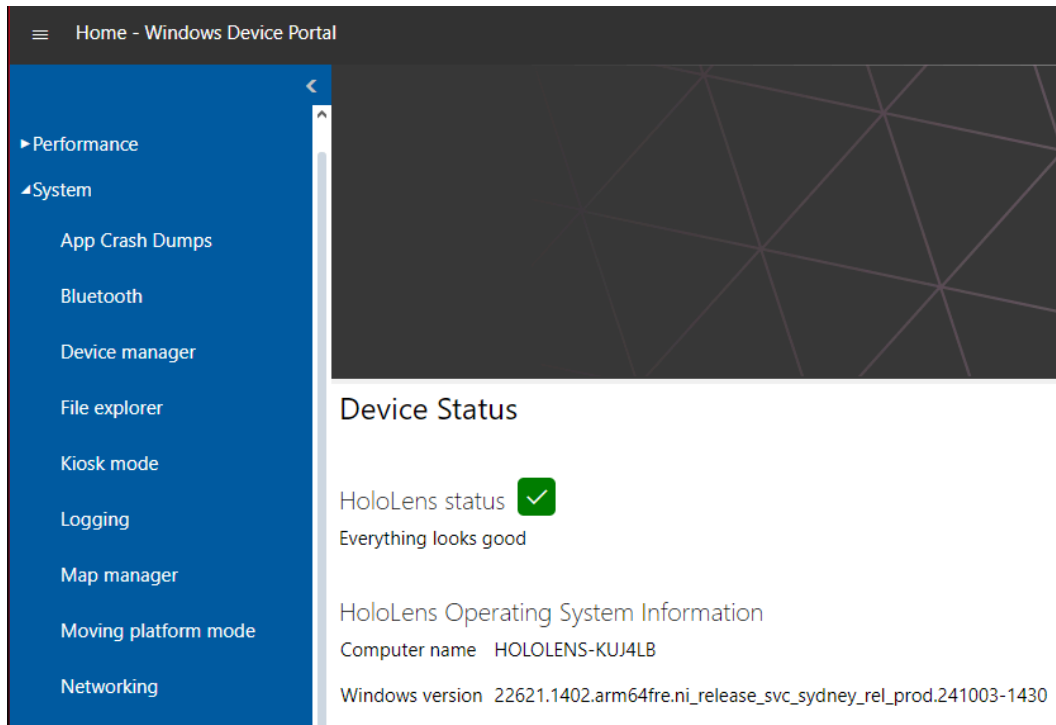 Home - Windows Device Portal
Performance
System
App Crash Dumps
Bluetooth
Device manager
File explorer
Kiosk mode
Logging
Map manager
Moving platform mode
Networking
Device Status
HoloLens status
Everything looks good
HoloLens Operating System Information
Computer name HOLOLENS-KUJ4LB
Windows version 22621.1402.arm64fre.ni_release_svc_sydney_rel_prod.241003-1430